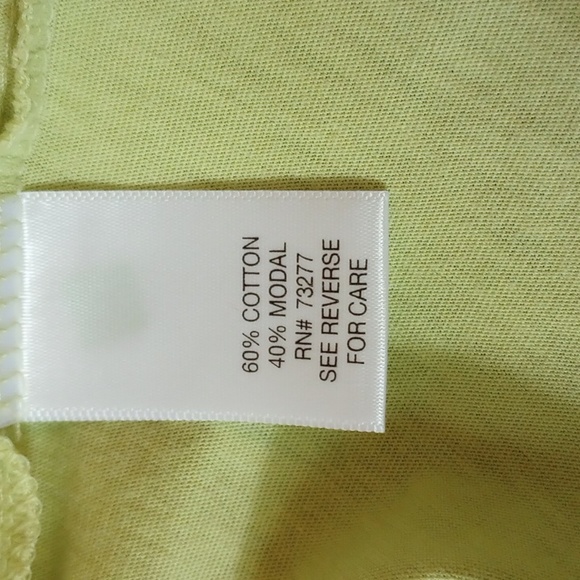 60% COTTON
40% MODAL
RN# 73277
SEE REVERSE
FOR CARE